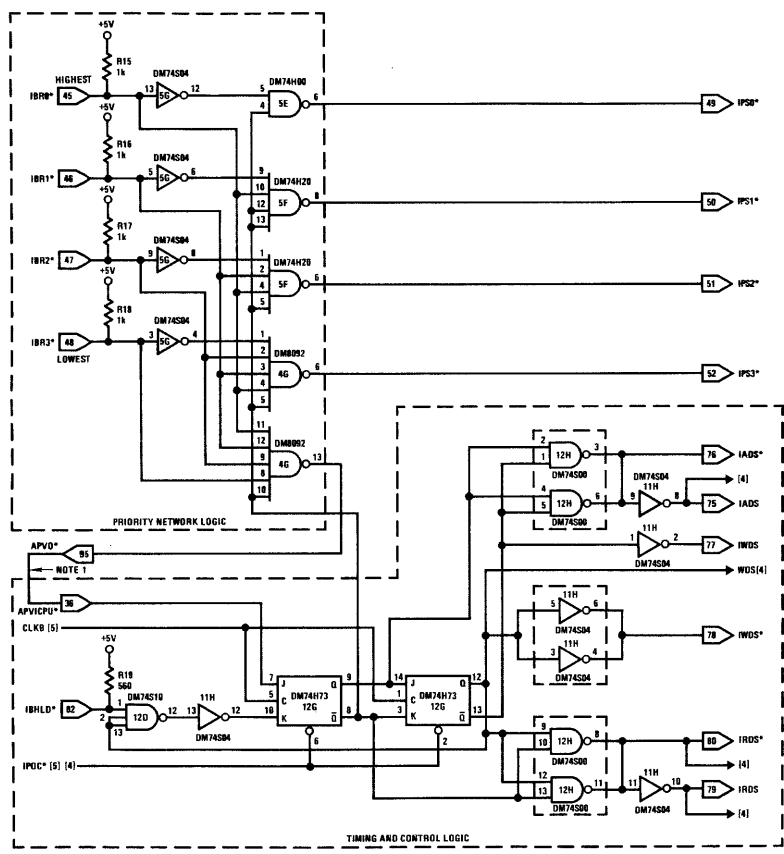 +5V
R15
1k
HIGHEST
IBR0*
45
13
5G
DM74S04
12
5
4
DM74H00
5E
6
49
IPS0*
+5V
R16
1k
IBR1*
46
5
5G
DM74S04
6
9
10
12
13
DM74H20
5F
8
50
IPS1*
+5V
R17
1k
IBR2*
47
9
5G
DM74S04
8
1
2
4
5
DM74H20
5F
6
51
IPS2*
+5V
R18
1k
IBR3*
48
LOWEST
3
5G
DM74S04
4
1
2
3
4
5
DM8092
4G
6
52
IPS3*
11
12
9
8
10
DM8092
4G
13
PRIORITY NETWORK LOGIC
2
1
12H
3
DM74S00
76
IADS*
4
5
12H
6
DM74S00
DM74S04
11H
9
8
[4]
75
IADS
11H
1
2
DM74S04
77
IWDS
WDS[4]
APVO*
95
NOTE 1
APVICPU*
36
11H
5
6
DM74S04
11H
3
4
DM74S04
78
IWDS*
CLKB [5]
+5V
R19
560
IBHLD*
82
1
2
13
DM74S10
12D
12
13
11H
12
DM74S04
7
J
5
C
10
K
DM74H73
12G
Q
9
Q
8
6
14
J
1
C
3
K
DM74H73
12G
Q
12
Q
13
2
IPOC* [5] [4]
9
10
12H
8
DM74S00
80
IRDS*
[4]
12
13
12H
11
DM74S00
11H
11
10
DM74S04
79
IRDS
[4]
TIMING AND CONTROL LOGIC